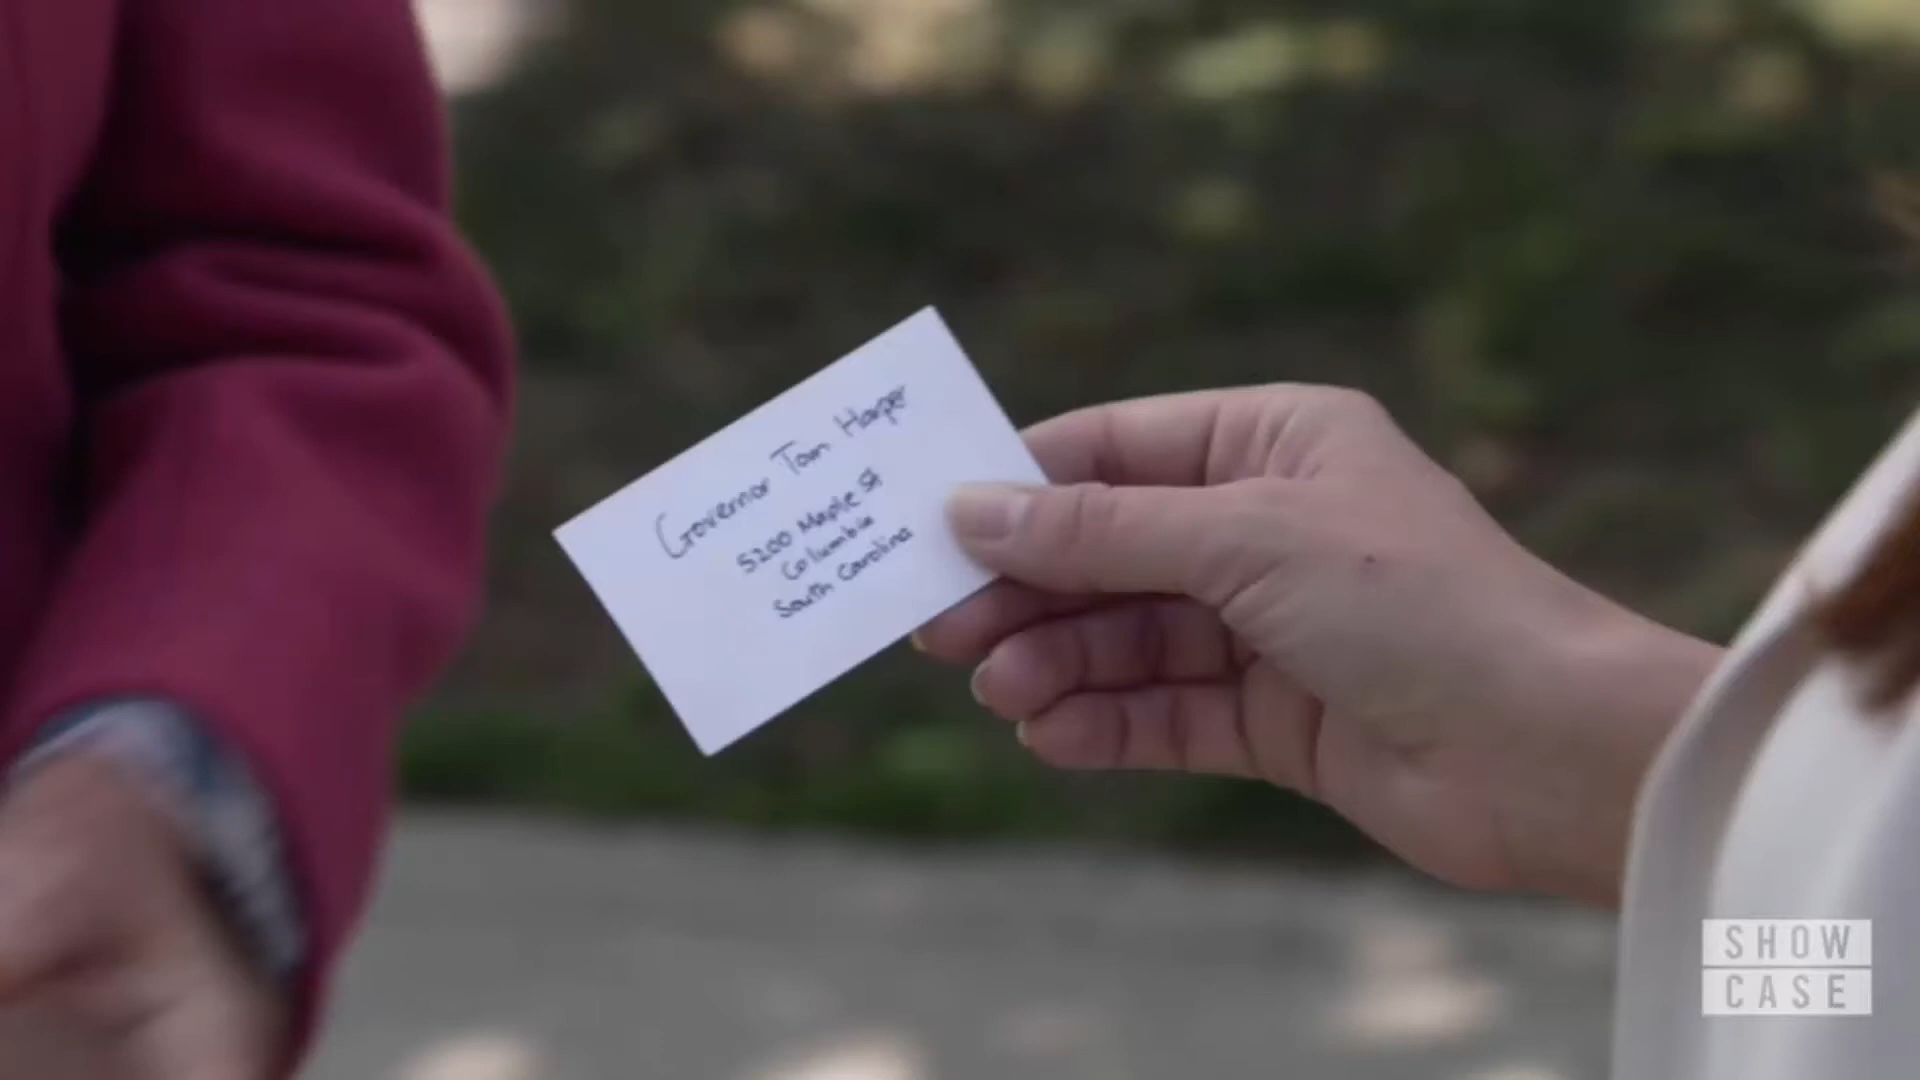 Governor Tom Harper
5200 Maple St
Columbia
South Carolina
SHOW
CASE